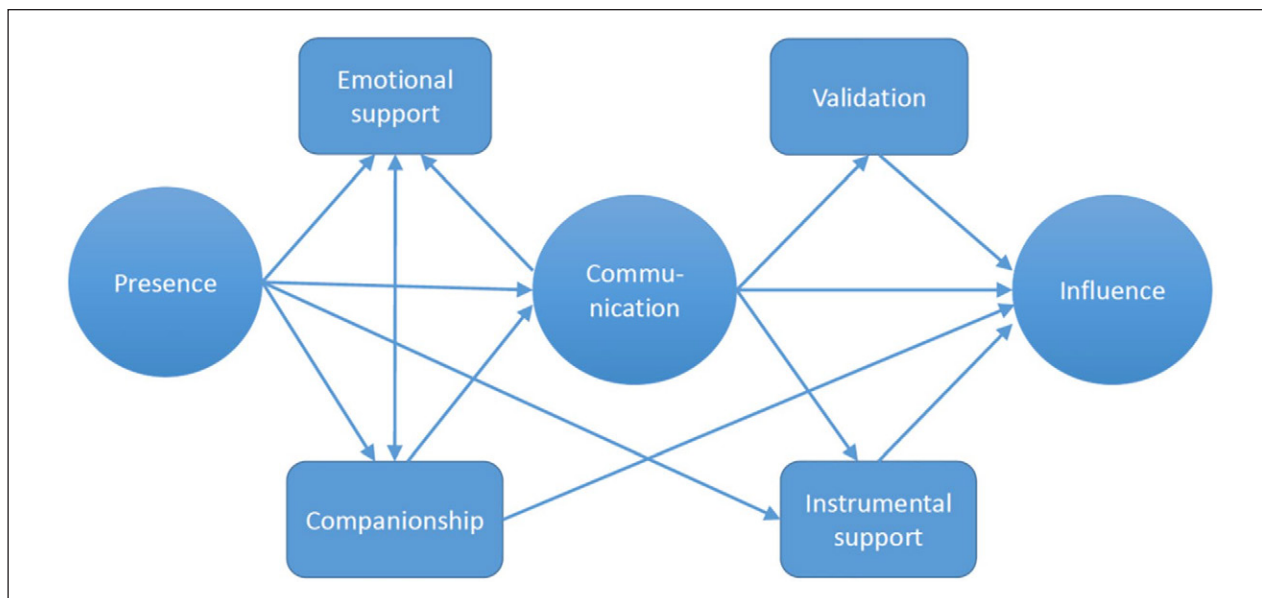 Emotional
support
Validation
Presence
Commu-
nication
Influence
Companionship
Instrumental
support